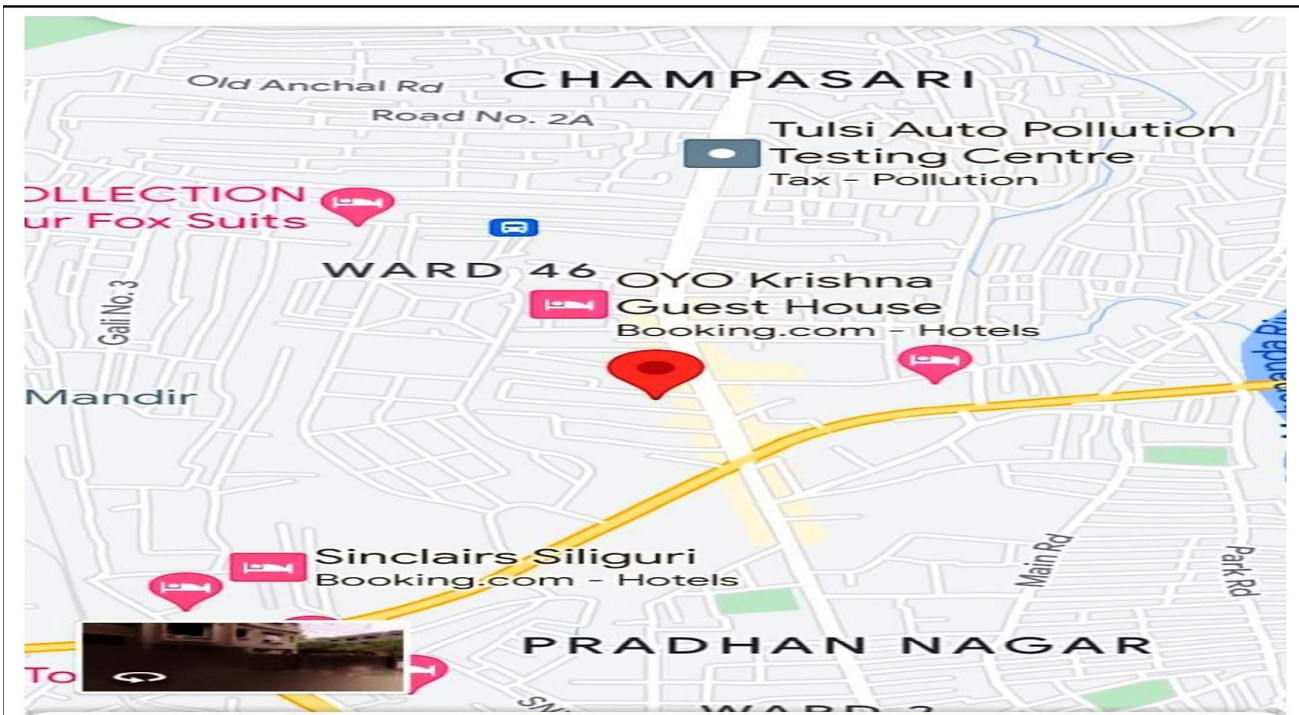 Old Anchal Rd
CHAMPASARI
Road No. 2A
Tulsi Auto Pollution
Testing Centre
Tax - Pollution
OLLECTION
ur Fox Suits
WARD 46
OYO Krishna
Guest House
Booking.com - Hotels
Gali No. 3
Mandir
Sinclairs Siliguri
Booking.com - Hotels
Main Rd
Park Rd
PRADHAN NAGAR
To